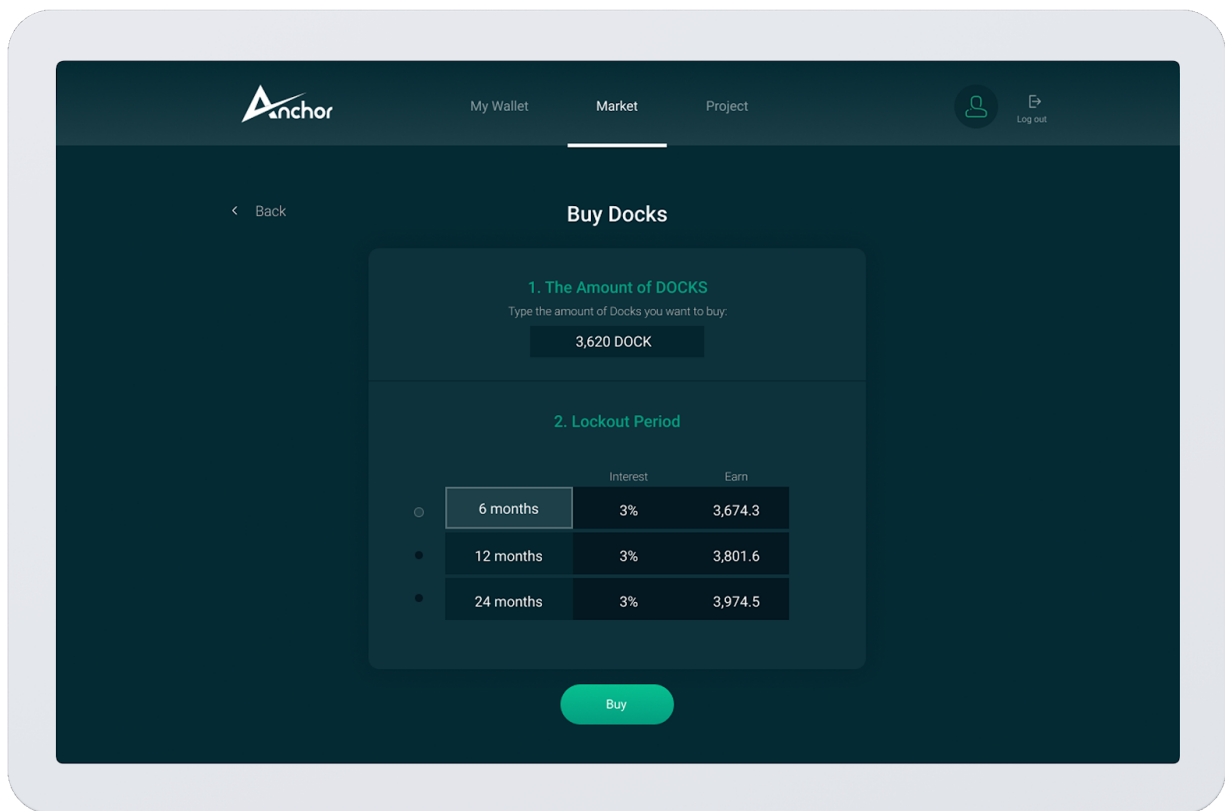 Anchor
My Wallet Market Project
Log out
Back
Buy Docks
1. The Amount of DOCKS
Type the amount of Docks you want to buy:
3,620 DOCK
2. Lockout Period
Interest Earn
6 months 3% 3,674.3
12 months 3% 3,801.6
24 months 3% 3,974.5
Buy